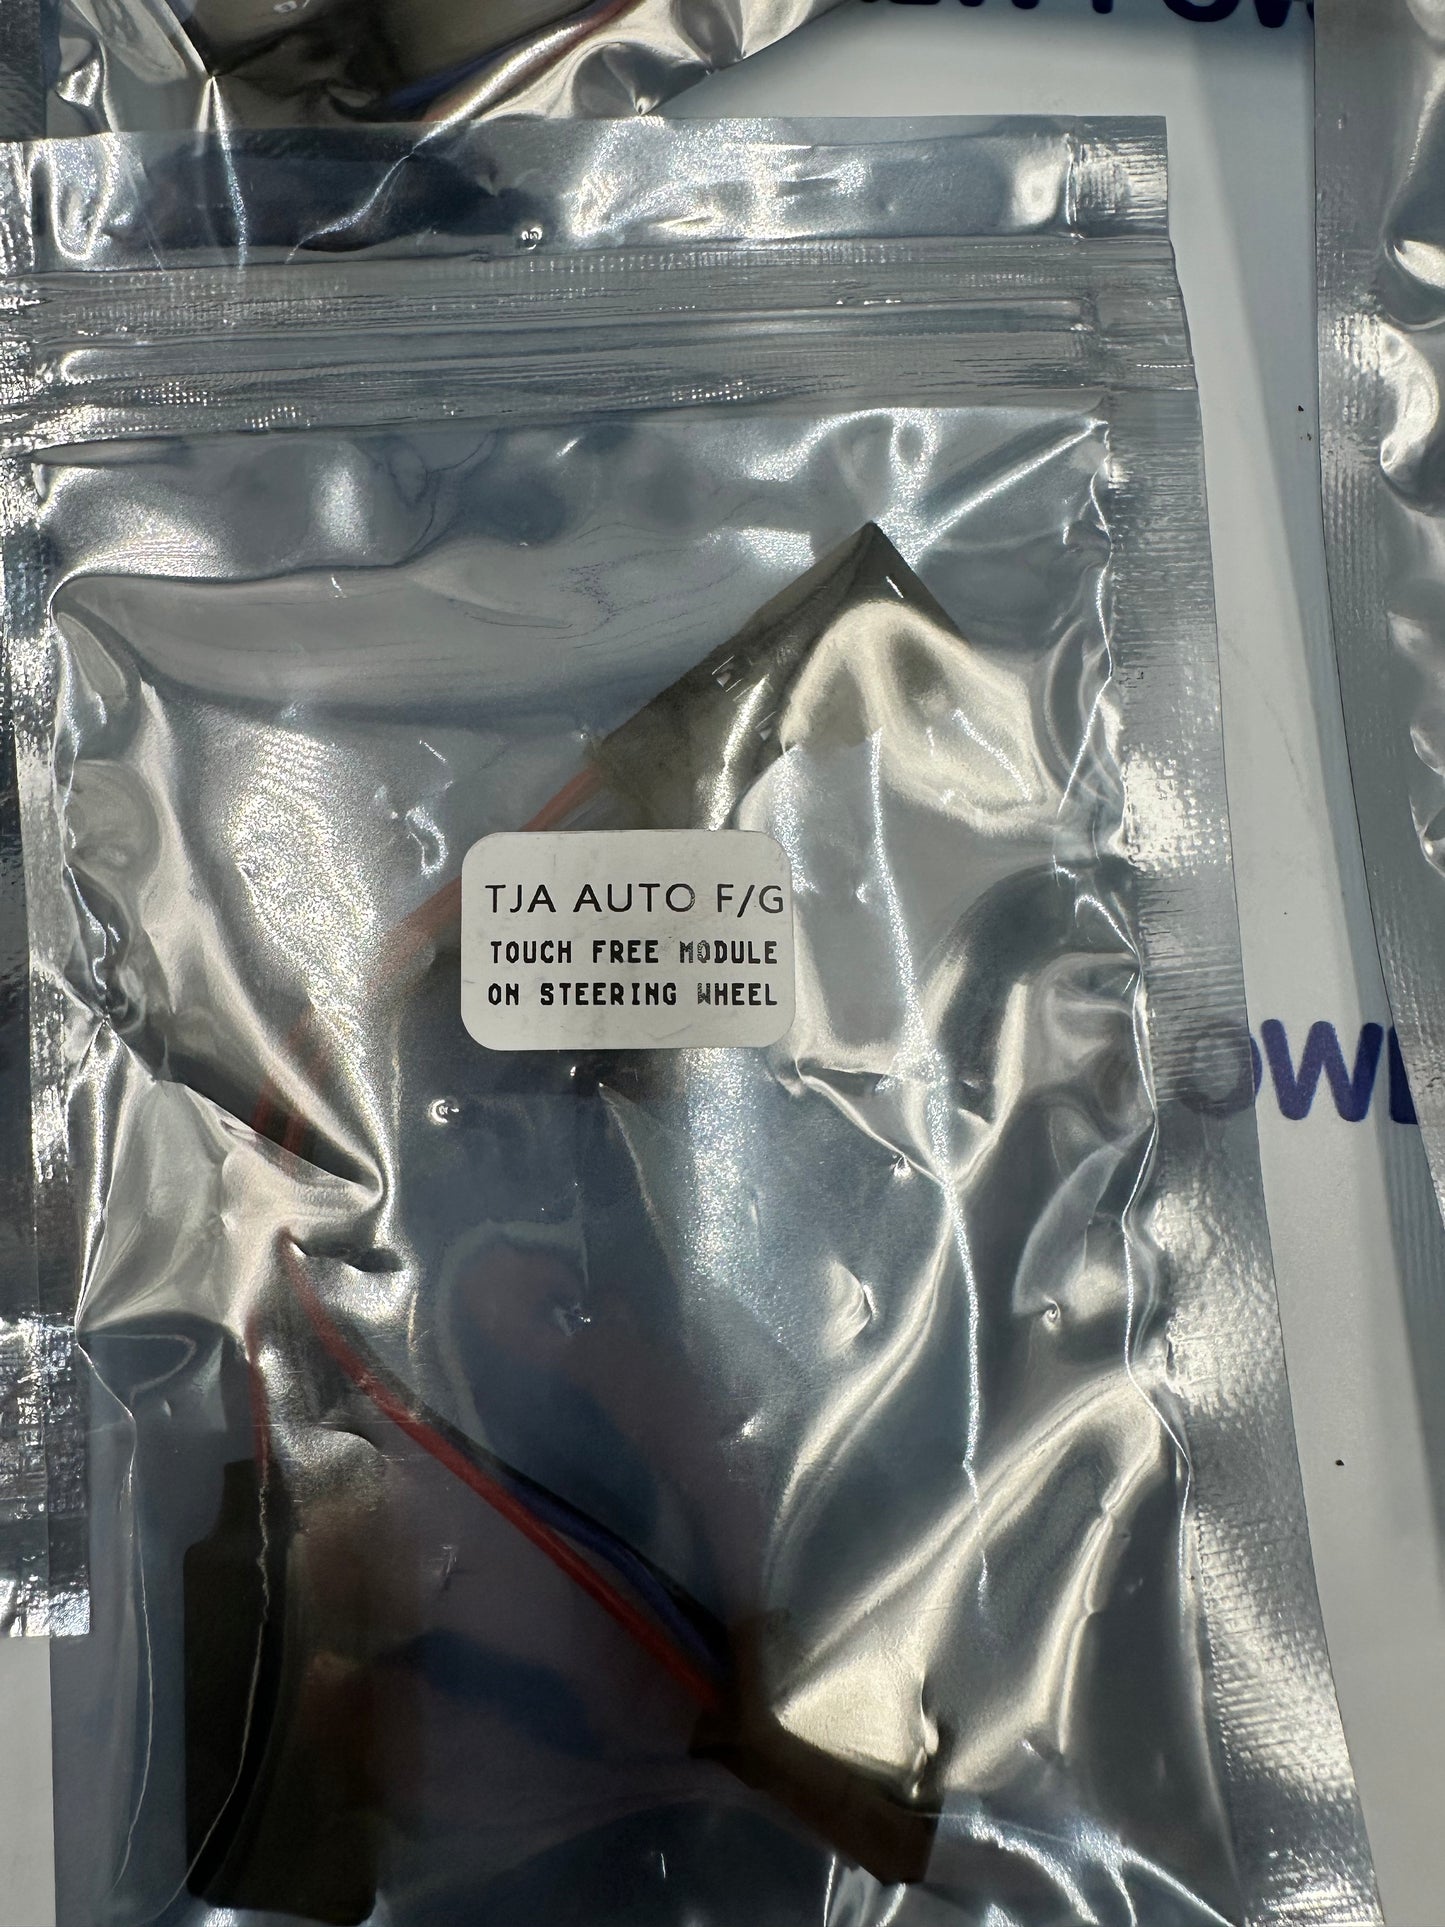 TJA AUTO F/G
TOUCH FREE MODULE
ON STEERING WHEEL